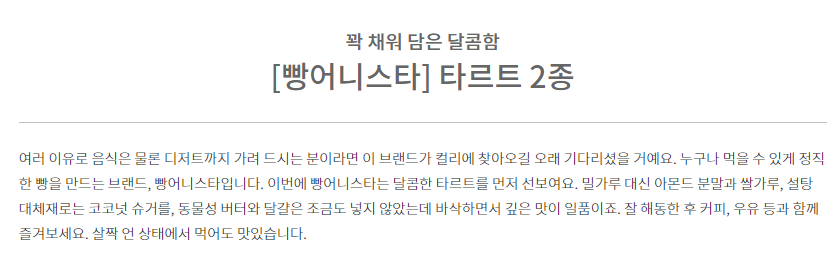 꽉 채워 담은 달콤함
[빵어니스타] 타르트 2종
여러 이유로 음식은 물론 디저트까지 가려 드시는 분이라면 이 브랜드가 컬리에 찾아오길 오래 기다리셨을 거예요. 누구나 먹을 수 있게 정직
한 빵을 만드는 브랜드, 빵어니스타입니다. 이번에 빵어니스타는 달콤한 타르트를 먼저 선보여요. 밀가루 대신 아몬드 분말과 쌀가루, 설탕
대체재로는 코코넛 슈거를, 동물성 버터와 달걀은 조금도 넣지 않았는데 바삭하면서 깊은 맛이 일품이죠. 잘 해동한 후 커피, 우유 등과 함께
즐겨보세요. 살짝 언 상태에서 먹어도 맛있습니다.